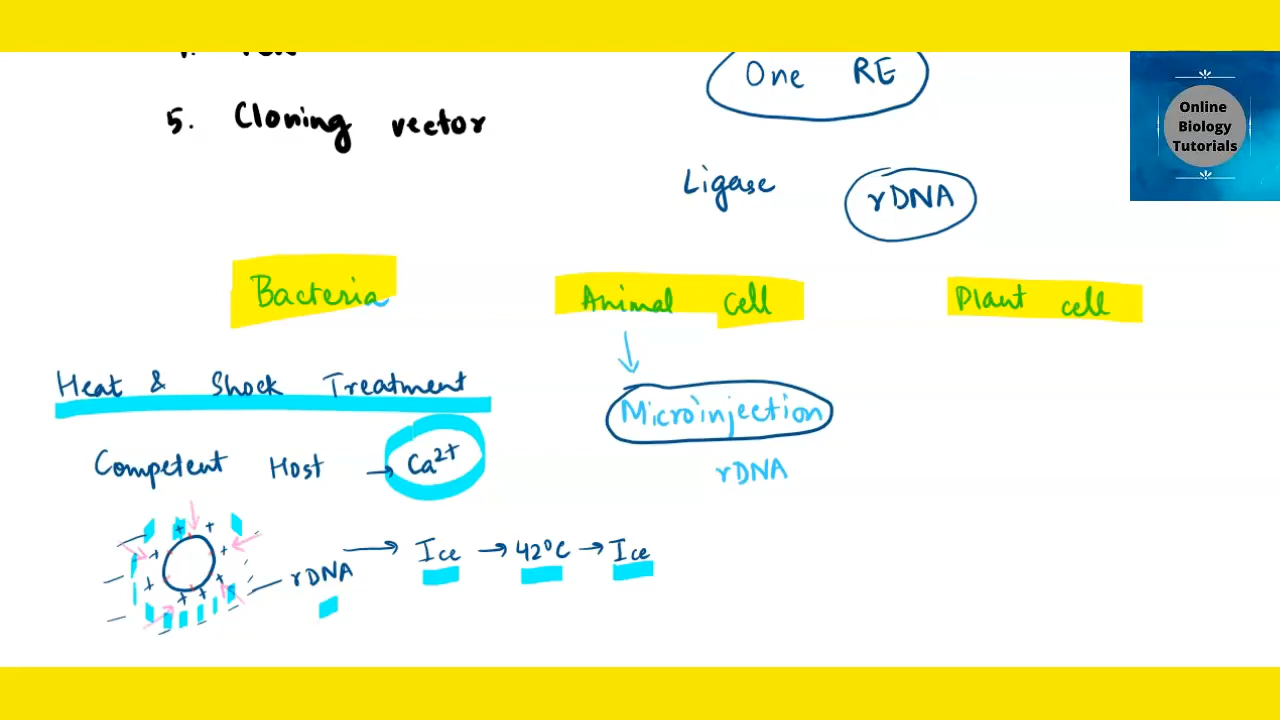 One RE
5. Cloning vector
Ligase rDNA
Online
Biology
Tutorials
Bacteria Animal cell Plant cell
Heat & Shock Treatment
Microinjection
Competent Host → Ca2+
rDNA
rDNA → Ice → 42°C → Ice